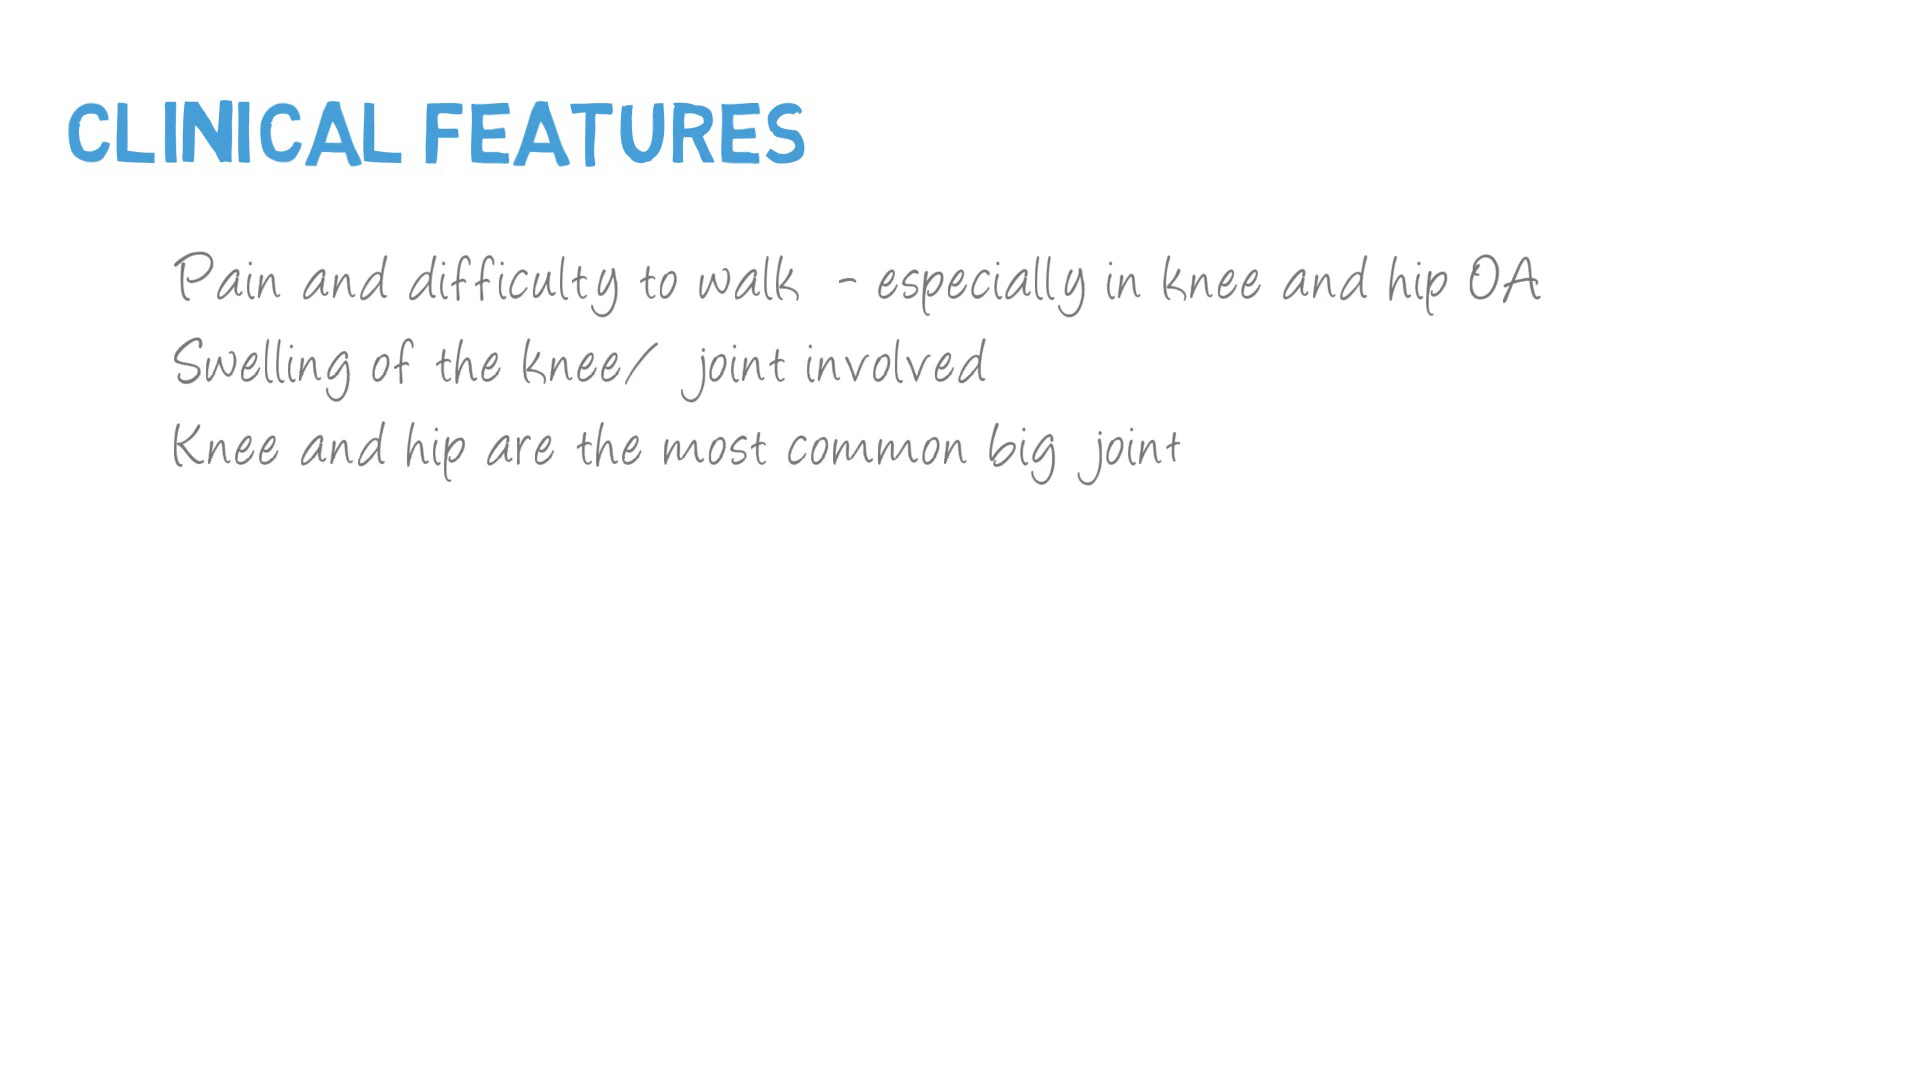 CLINICAL FEATURES
Pain and difficulty to walk - especially in knee and hip OA
Swelling of the knee/ joint involved
Knee and hip are the most common big joint